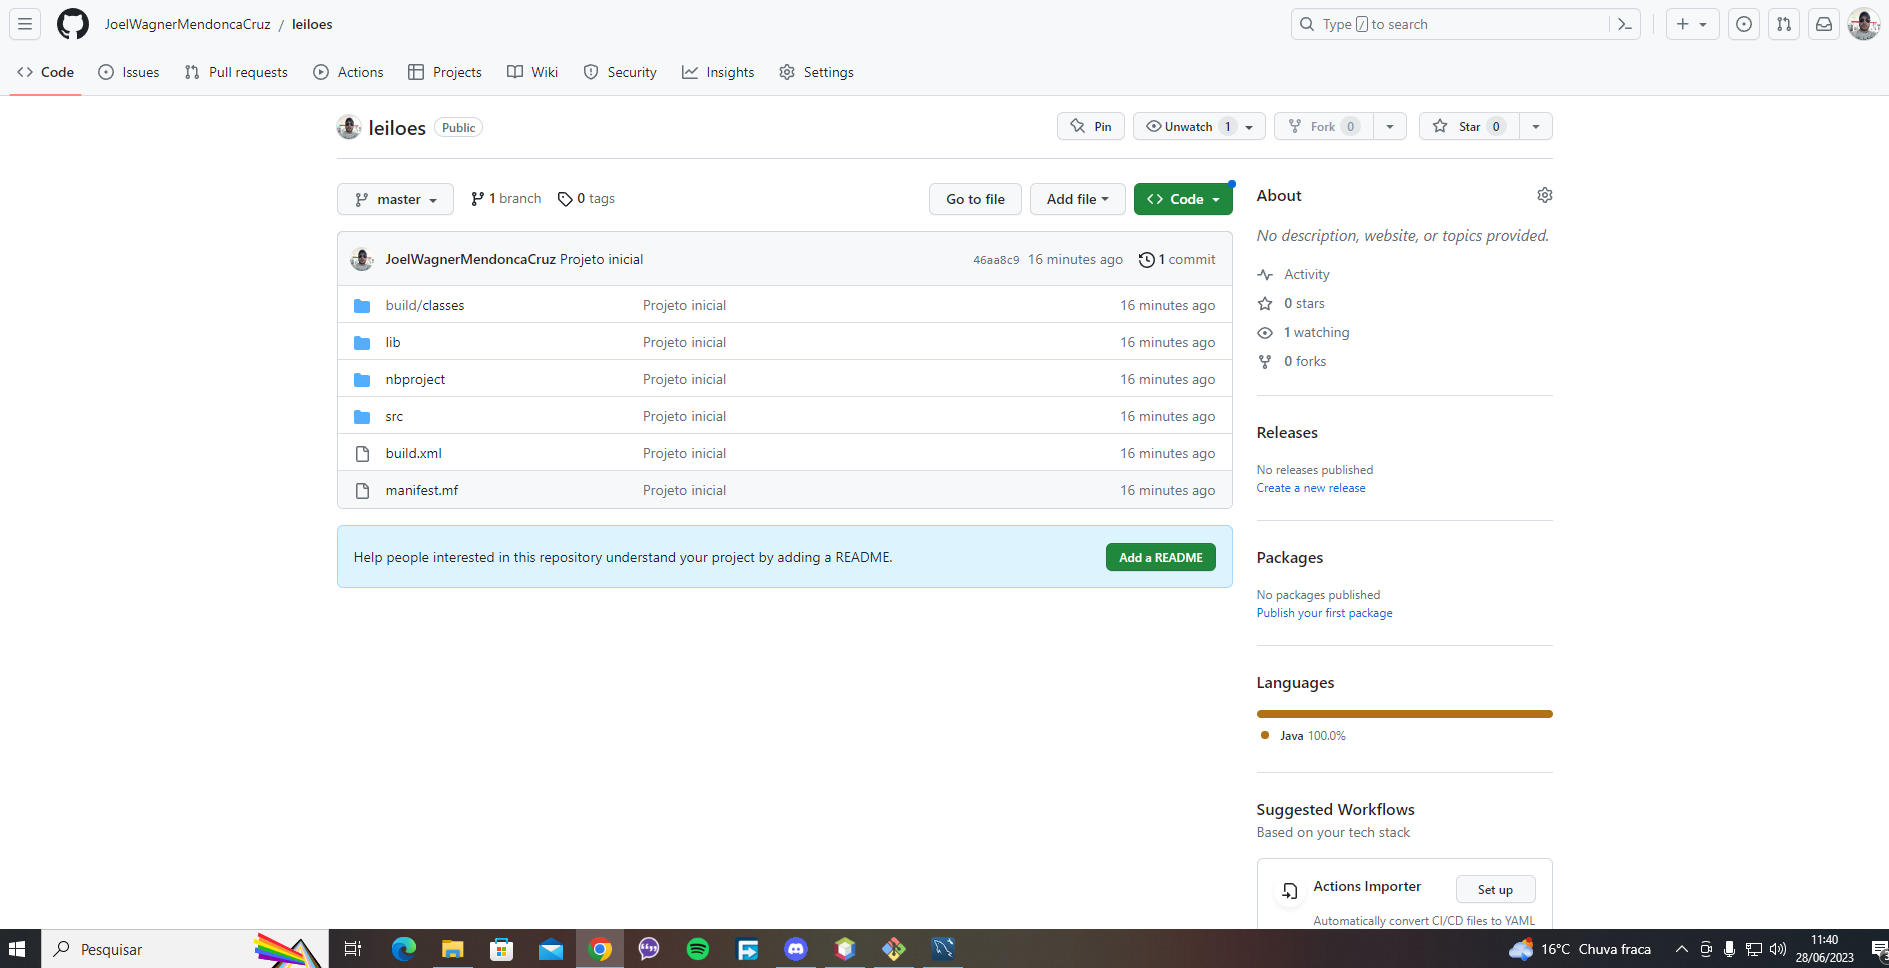 JoelWagnerMendoncaCruz / leiloes
Type / to search
Code Issues Pull requests Actions Projects Wiki Security Insights Settings
leiloes Public
Pin Unwatch 1 Fork 0 Star 0
master 1 branch 0 tags Go to file Add file Code
JoelWagnerMendoncaCruz Projeto inicial 46aa8c9 16 minutes ago 1 commit
build/classes Projeto inicial 16 minutes ago
lib Projeto inicial 16 minutes ago
nbproject Projeto inicial 16 minutes ago
src Projeto inicial 16 minutes ago
build.xml Projeto inicial 16 minutes ago
manifest.mf Projeto inicial 16 minutes ago
Help people interested in this repository understand your project by adding a README. Add a README
About
No description, website, or topics provided.
Activity
0 stars
1 watching
0 forks
Releases
No releases published
Create a new release
Packages
No packages published
Publish your first package
Languages
Java 100.0%
Suggested Workflows
Based on your tech stack
Actions Importer Set up
Automatically convert CI/CD files to YAML
Pesquisar
16°C Chuva fraca
11:40
28/06/2023